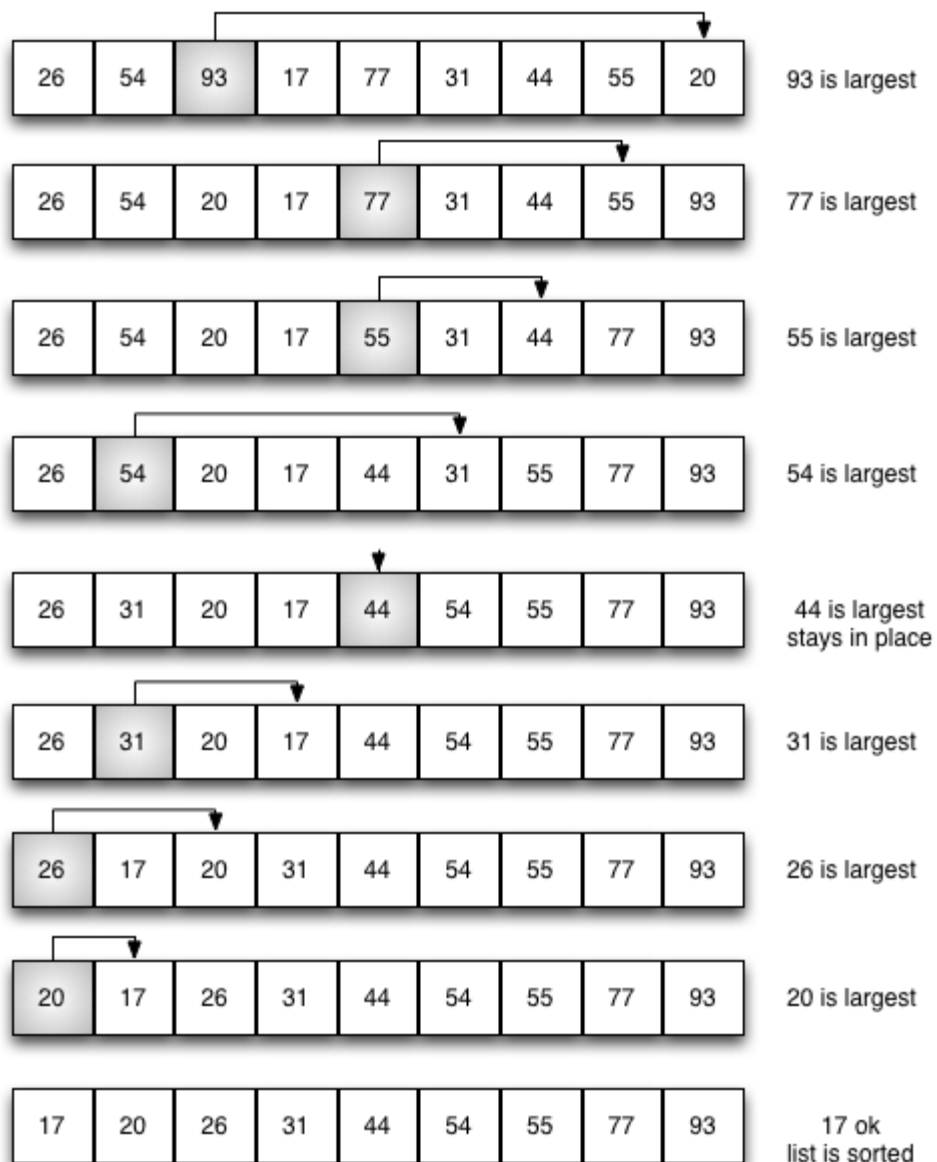 26 54 93 17 77 31 44 55 20 93 is largest
26 54 20 17 77 31 44 55 93 77 is largest
26 54 20 17 55 31 44 77 93 55 is largest
26 54 20 17 44 31 55 77 93 54 is largest
26 31 20 17 44 54 55 77 93 44 is largest
stays in place
26 31 20 17 44 54 55 77 93 31 is largest
26 17 20 31 44 54 55 77 93 26 is largest
20 17 26 31 44 54 55 77 93 20 is largest
17 20 26 31 44 54 55 77 93 17 ok
list is sorted